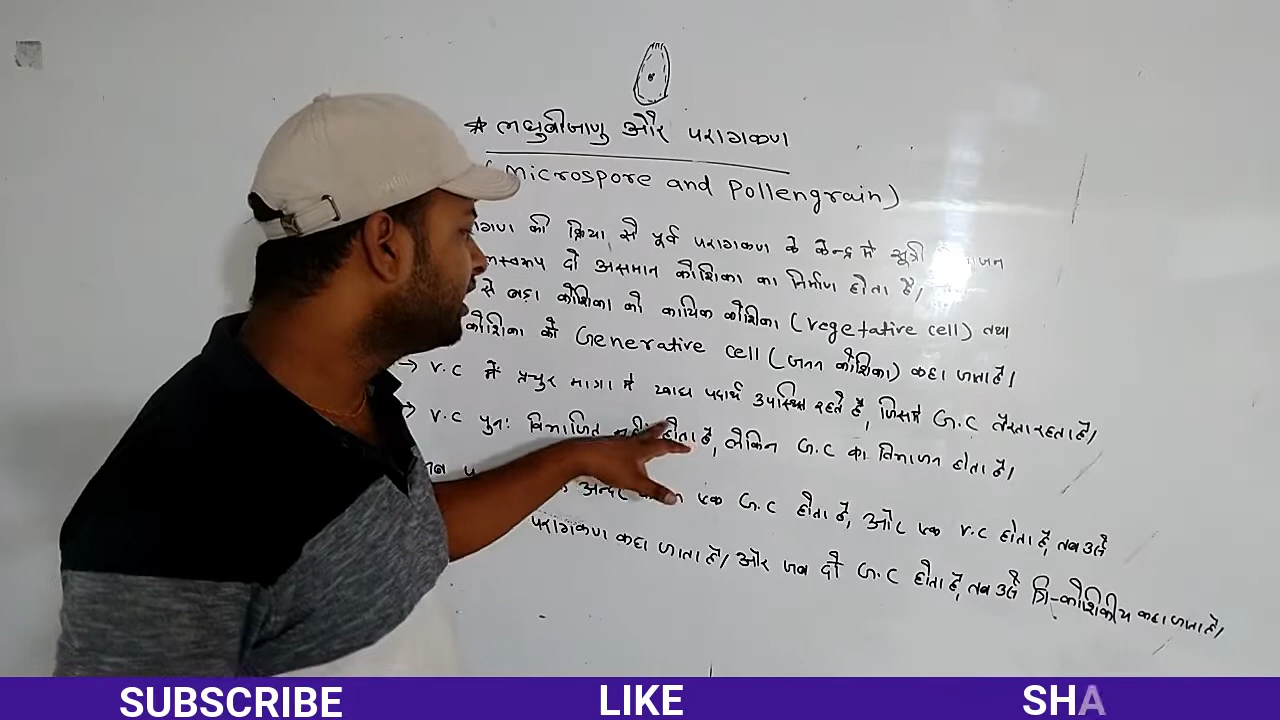 * लघुबीजाणु और परागकण
(Microspore and Pollengrain)
की क्रिया से पूर्व परागकण के केन्द्र में सूत्री
दो असमान कोशिका का निर्माण होता है,
से बड़ा कोशिका को कायिक कोशिका (vegetative cell) तथा
कोशिका को Generative cell (जनन कोशिका) कहा जाता है।
→ V.C में प्रचुर मात्रा में खाद्य पदार्थ उपस्थित रहते है, जिसमें G.C तैरता रहता है।
→ V.C पुनः विभाजित होता है, लेकिन G.C का विभाजन होता है।
अन्दर एक G.C होता है, और एक V.C होता है, तब उसे
परागकण कहा जाता है। और जब दो G.C होता है, तब उसे त्रि-कोशिकीय कहा जाता है।
SUBSCRIBE LIKE SHA